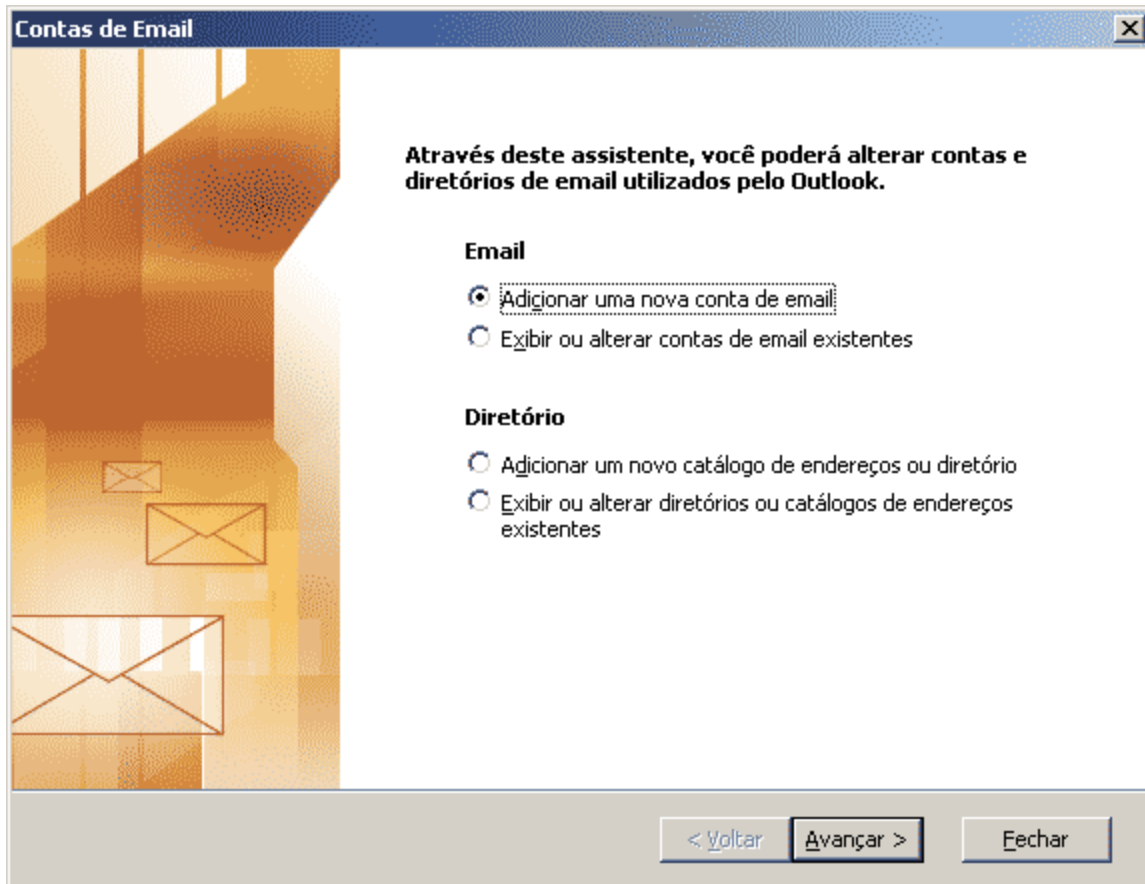 Contas de Email
Através deste assistente, você poderá alterar contas e
diretórios de email utilizados pelo Outlook.
Email
Adicionar uma nova conta de email
Exibir ou alterar contas de email existentes
Diretório
Adicionar um novo catálogo de endereços ou diretório
Exibir ou alterar diretórios ou catálogos de endereços
existentes
< Voltar Avançar > Fechar